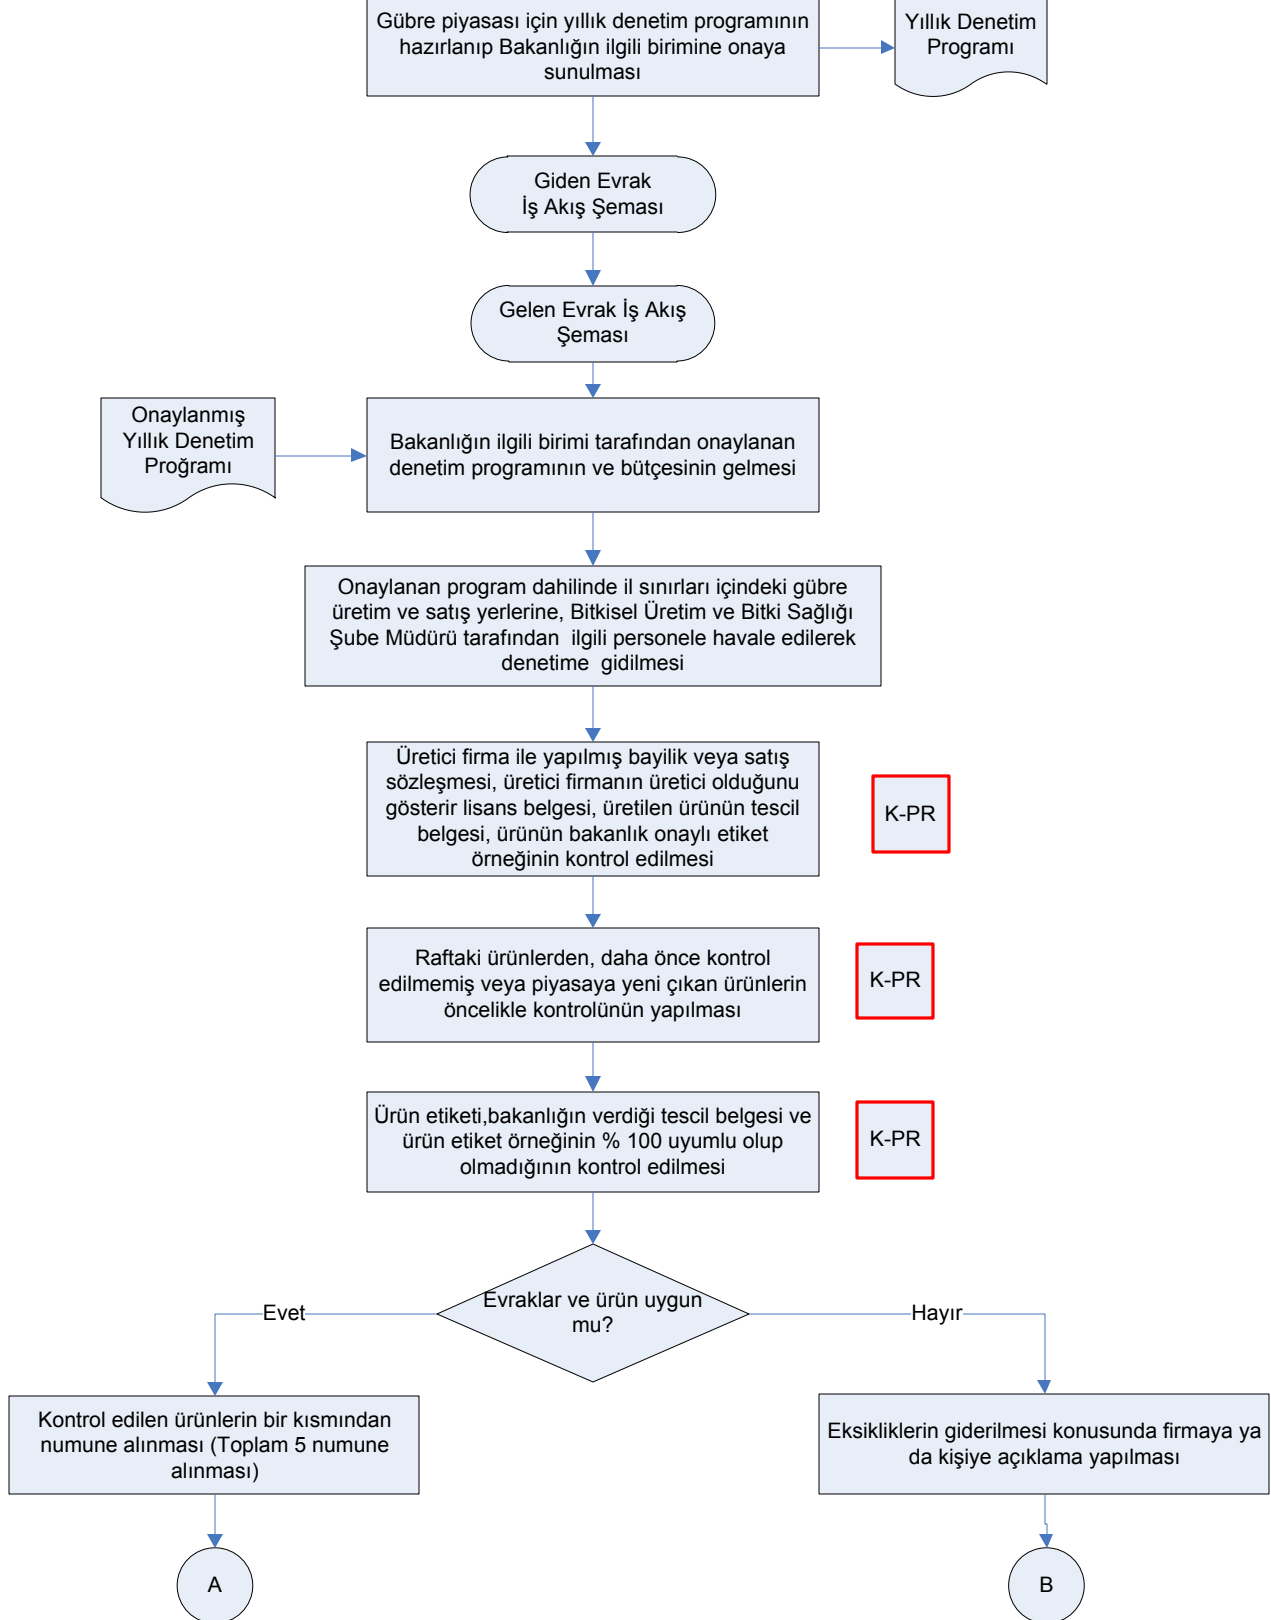 Gübre piyasası için yıllık denetim programının
hazırlanıp Bakanlığın ilgili birimine onaya
sunulması
Yıllık Denetim
Programı
Giden Evrak
İş Akış Şeması
Gelen Evrak İş Akış
Şeması
Onaylanmış
Yıllık Denetim
Proğramı
Bakanlığın ilgili birimi tarafından onaylanan
denetim programının ve bütçesinin gelmesi
Onaylanan program dahilinde il sınırları içindeki gübre
üretim ve satış yerlerine, Bitkisel Üretim ve Bitki Sağlığı
Şube Müdürü tarafından  ilgili personele havale edilerek
denetime  gidilmesi
Üretici firma ile yapılmış bayilik veya satış
sözleşmesi, üretici firmanın üretici olduğunu
gösterir lisans belgesi, üretilen ürünün tescil
belgesi, ürünün bakanlık onaylı etiket
örneğinin kontrol edilmesi
K-PR
Raftaki ürünlerden, daha önce kontrol
edilmemiş veya piyasaya yeni çıkan ürünlerin
öncelikle kontrolünün yapılması
K-PR
Ürün etiketi,bakanlığın verdiği tescil belgesi ve
ürün etiket örneğinin % 100 uyumlu olup
olmadığının kontrol edilmesi
K-PR
Evraklar ve ürün uygun
mu?
Evet
Hayır
Kontrol edilen ürünlerin bir kısmından
numune alınması (Toplam 5 numune
alınması)
Eksikliklerin giderilmesi konusunda firmaya ya
da kişiye açıklama yapılması
A
B